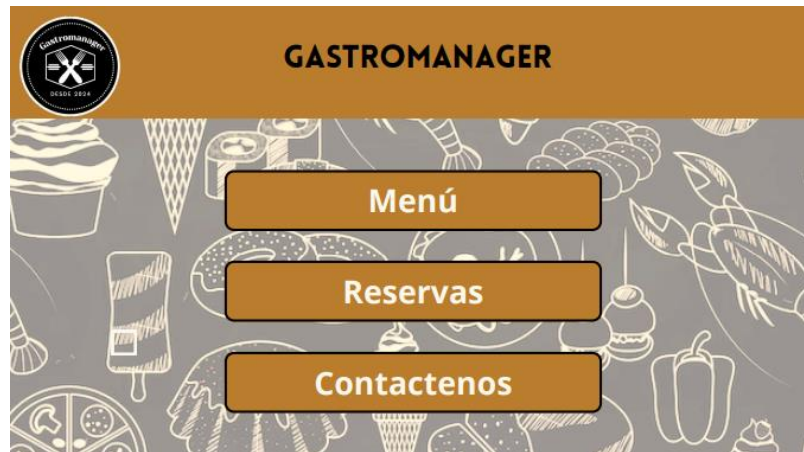 Gastromanager
DESDE 2024
GASTROMANAGER
Menú
Reservas
Contactenos